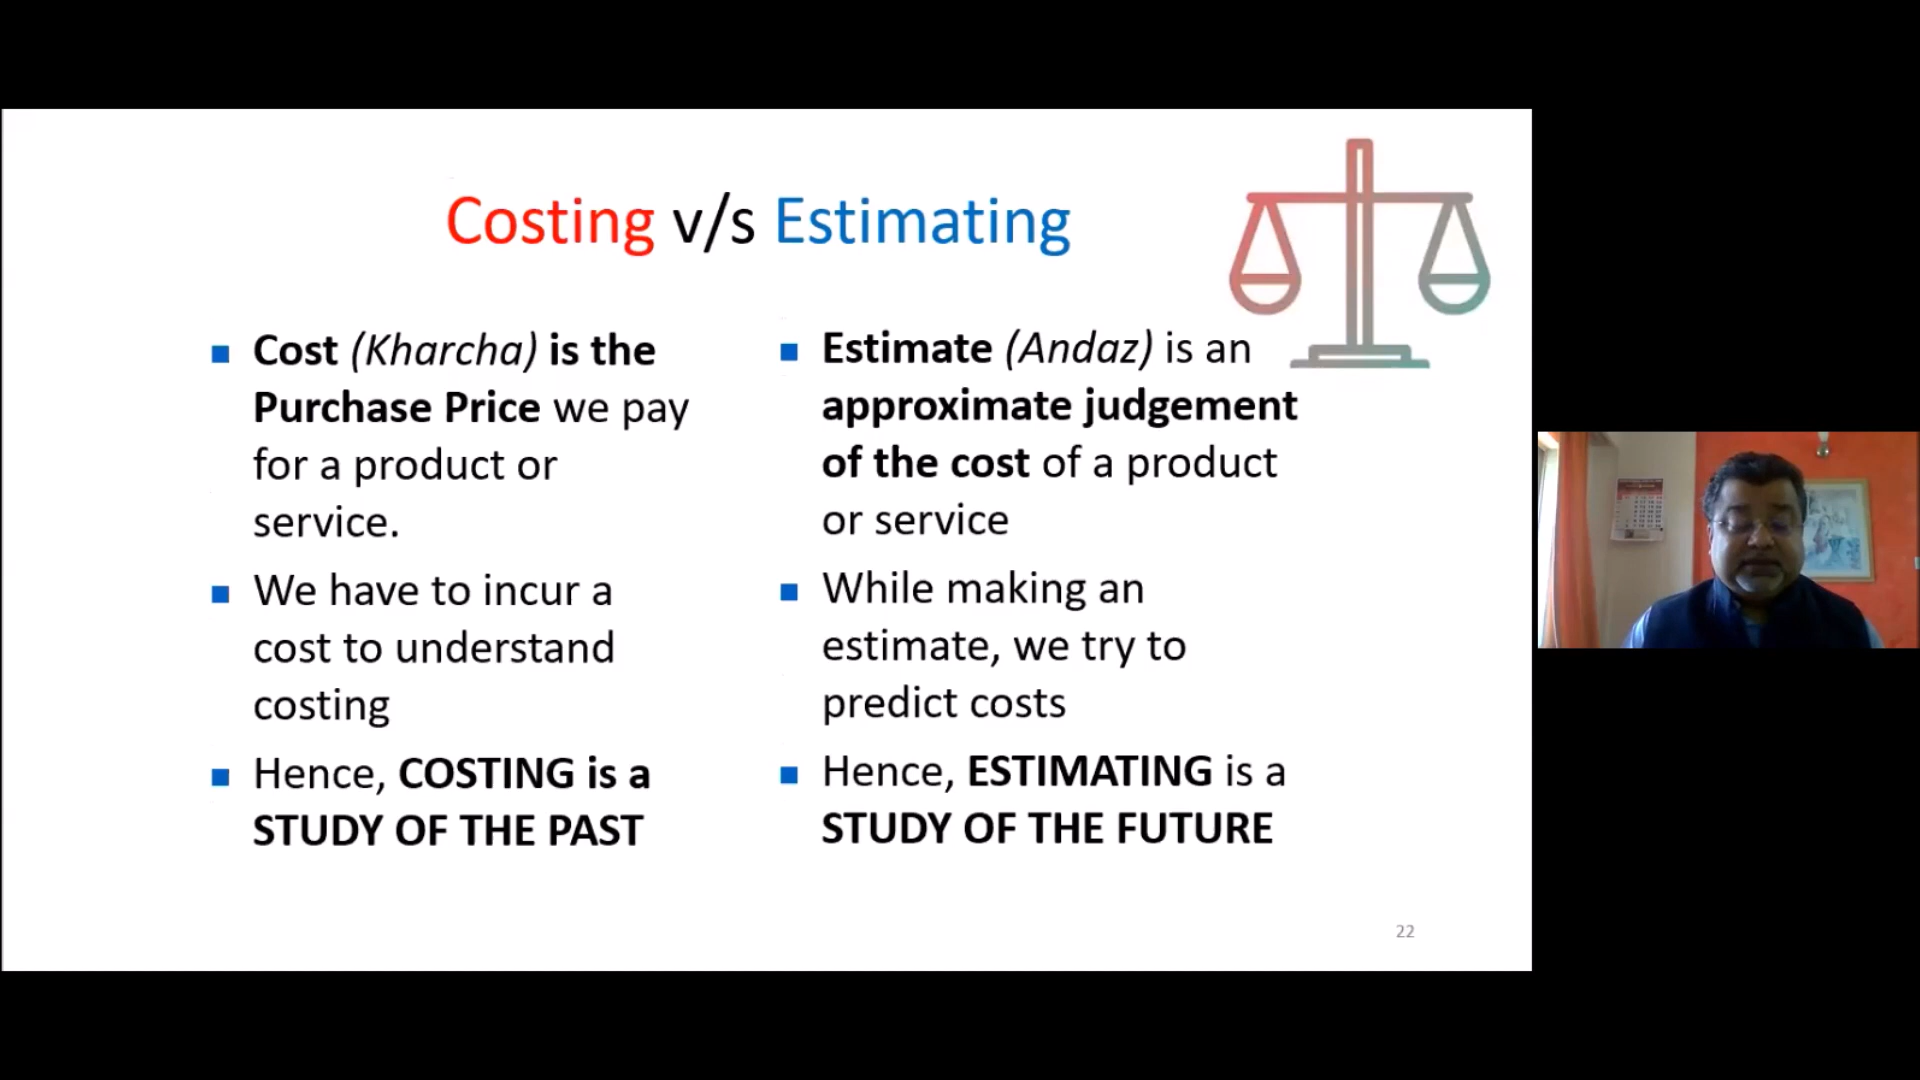 Costing v/s Estimating
Cost (Kharcha) is the
Purchase Price we pay
for a product or
service.
We have to incur a
cost to understand
costing
Hence, COSTING is a
STUDY OF THE PAST
Estimate (Andaz) is an
approximate judgement
of the cost of a product
or service
While making an
estimate, we try to
predict costs
Hence, ESTIMATING is a
STUDY OF THE FUTURE
22